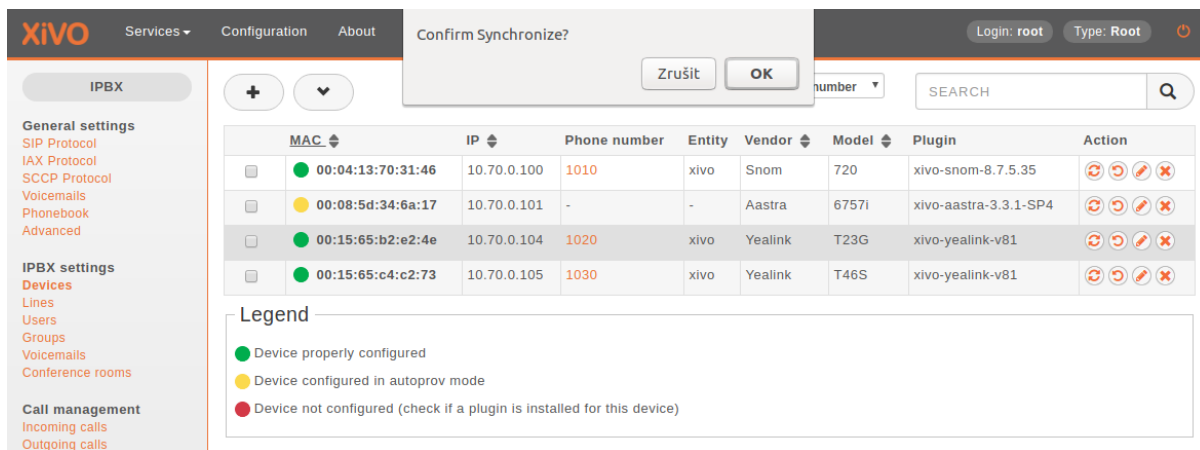 XiVO Services Configuration About Login: root Type: Root
Confirm Synchronize?
Zrušit OK
IPBX
number SEARCH
General settings
SIP Protocol
IAX Protocol
SCCP Protocol
Voicemails
Phonebook
Advanced
IPBX settings
Devices
Lines
Users
Groups
Voicemails
Conference rooms
Call management
Incoming calls
Outgoing calls
MAC IP Phone number Entity Vendor Model Plugin Action
00:04:13:70:31:46 10.70.0.100 1010 xivo Snom 720 xivo-snom-8.7.5.35
00:08:5d:34:6a:17 10.70.0.101 - - Aastra 6757i xivo-aastra-3.3.1-SP4
00:15:65:b2:e2:4e 10.70.0.104 1020 xivo Yealink T23G xivo-yealink-v81
00:15:65:c4:c2:73 10.70.0.105 1030 xivo Yealink T46S xivo-yealink-v81
Legend
Device properly configured
Device configured in autoprov mode
Device not configured (check if a plugin is installed for this device)